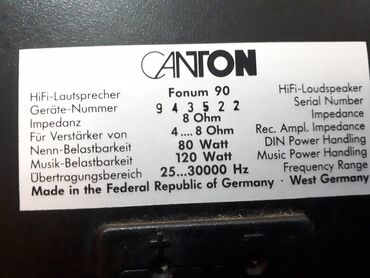 CANTON
HiFi-Lautsprecher Fonum 90 HiFi-Loudspeaker
Geräte-Nummer 943522 Serial Number
Impedanz 8 Ohm Impedance
Für Verstärker von 4....8 Ohm Rec. Ampl. Impedance
Nenn-Belastbarkeit 80 Watt DIN Power Handling
Musik-Belastbarkeit 120 Watt Music Power Handling
Übertragungsbereich 25...30000 Hz Frequency Range
Made in the Federal Republic of Germany · West Germany
+ -